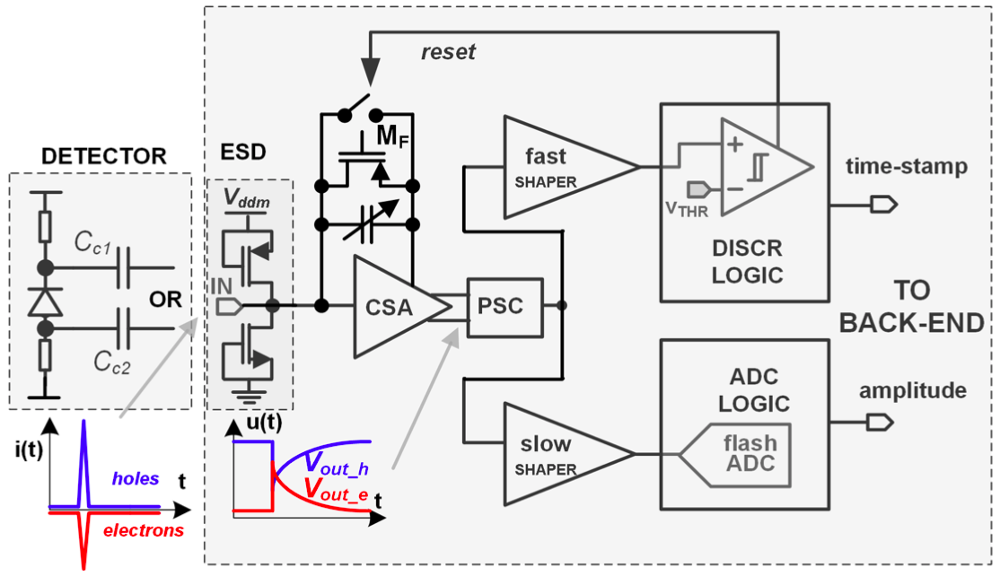 reset
M_F
DETECTOR
ESD
V_ddm
C_c1
OR
C_c2
IN
CSA
PSC
fast
SHAPER
+
−
V_THR
DISCR
LOGIC
time-stamp
TO
BACK-END
slow
SHAPER
ADC
LOGIC
flash
ADC
amplitude
i(t)
holes
t
electrons
u(t)
V_out_h
V_out_e
t